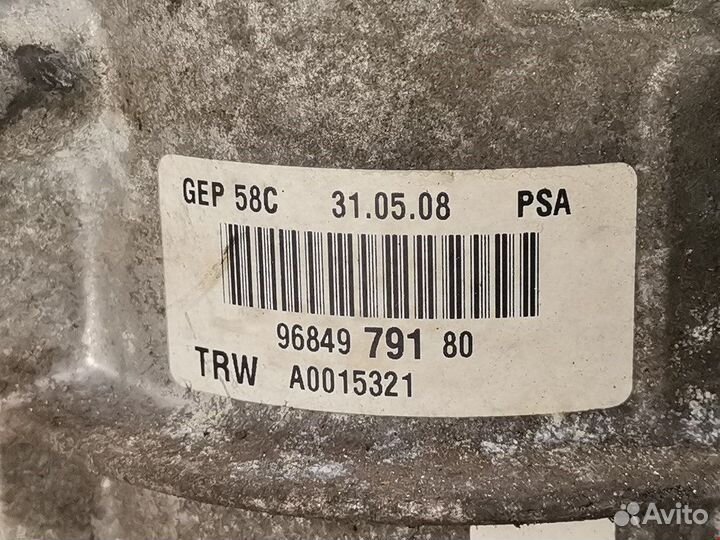 GEP 58C 31.05.08 PSA
96849 791 80
TRW A0015321
Avito